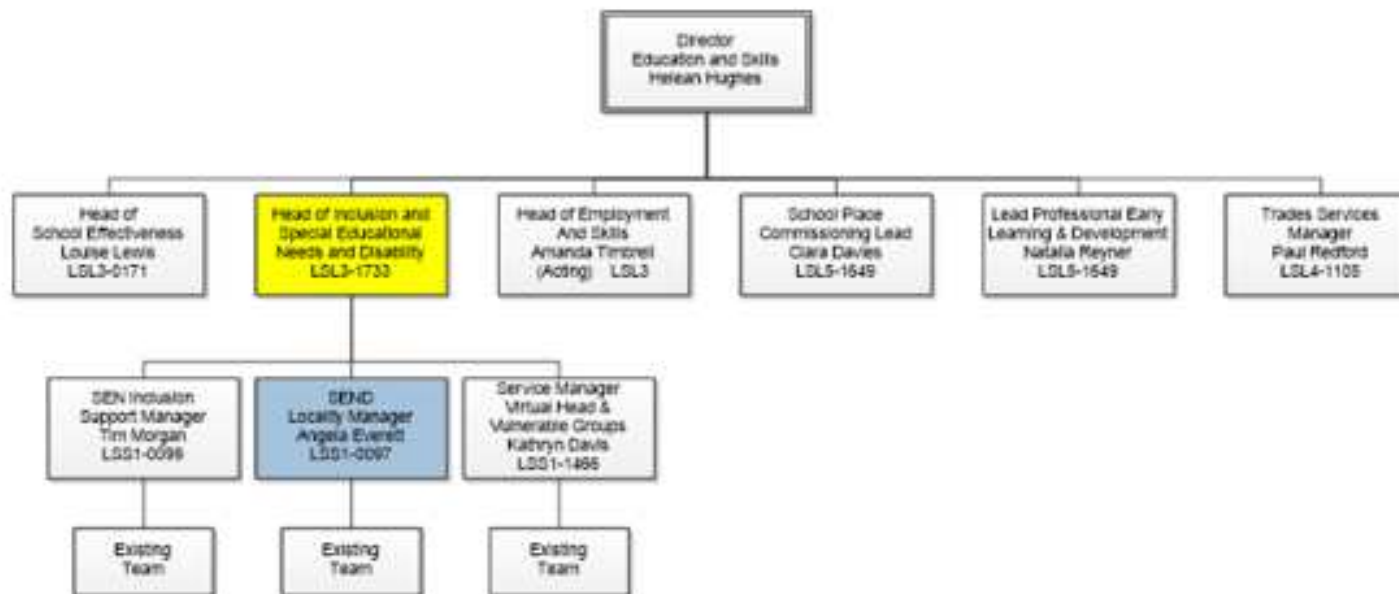 Director
Education and Skills
Helean Hughes
Head of
School Effectiveness
Louise Lewis
LSL3-0171
Head of Inclusion and
Special Educational
Needs and Disability
LSL3-1733
Head of Employment
And Skills
Amanda
(Acting) LSL3
School Place
Commissioning Lead
Clara Davies
LSL5-1649
Lead Professional Early
Learning & Development
Natalia Reyner
LSL5-1649
Trades Services
Manager
Paul Redford
LSL4-1105
SEN Inclusion
Support Manager
Tim Morgan
SEND
Locality Manager
Angela Everett
LSS1-0097
Service Manager
Virtual Head &
Vulnerable Groups
Kathryn Davis
LSS1-1466
Existing
Team
Existing
Team
Existing
Team